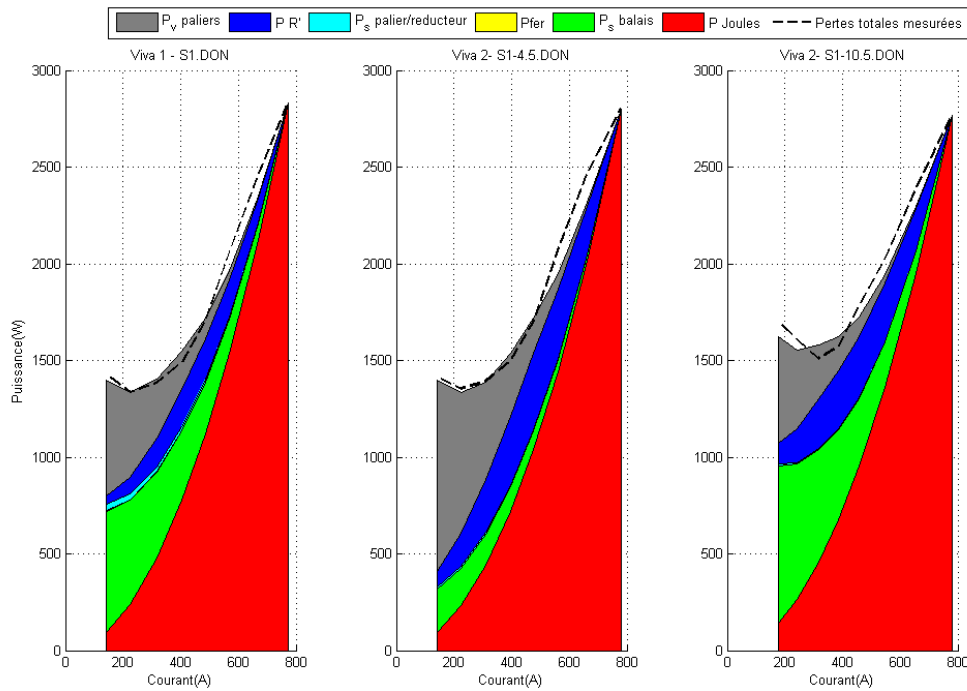 P_v paliers P R' P_s palier/reducteur Pfer P_s balais P Joules Pertes totales mesurées
Viva 1 - S1.DON
Viva 2- S1-4.5.DON
Viva 2- S1-10.5.DON
Puissance(W)
3000
2500
2000
1500
1000
500
0
0 200 400 600 800
Courant(A)
3000
2500
2000
1500
1000
500
0
0 200 400 600 800
Courant(A)
3000
2500
2000
1500
1000
500
0
0 200 400 600 800
Courant(A)